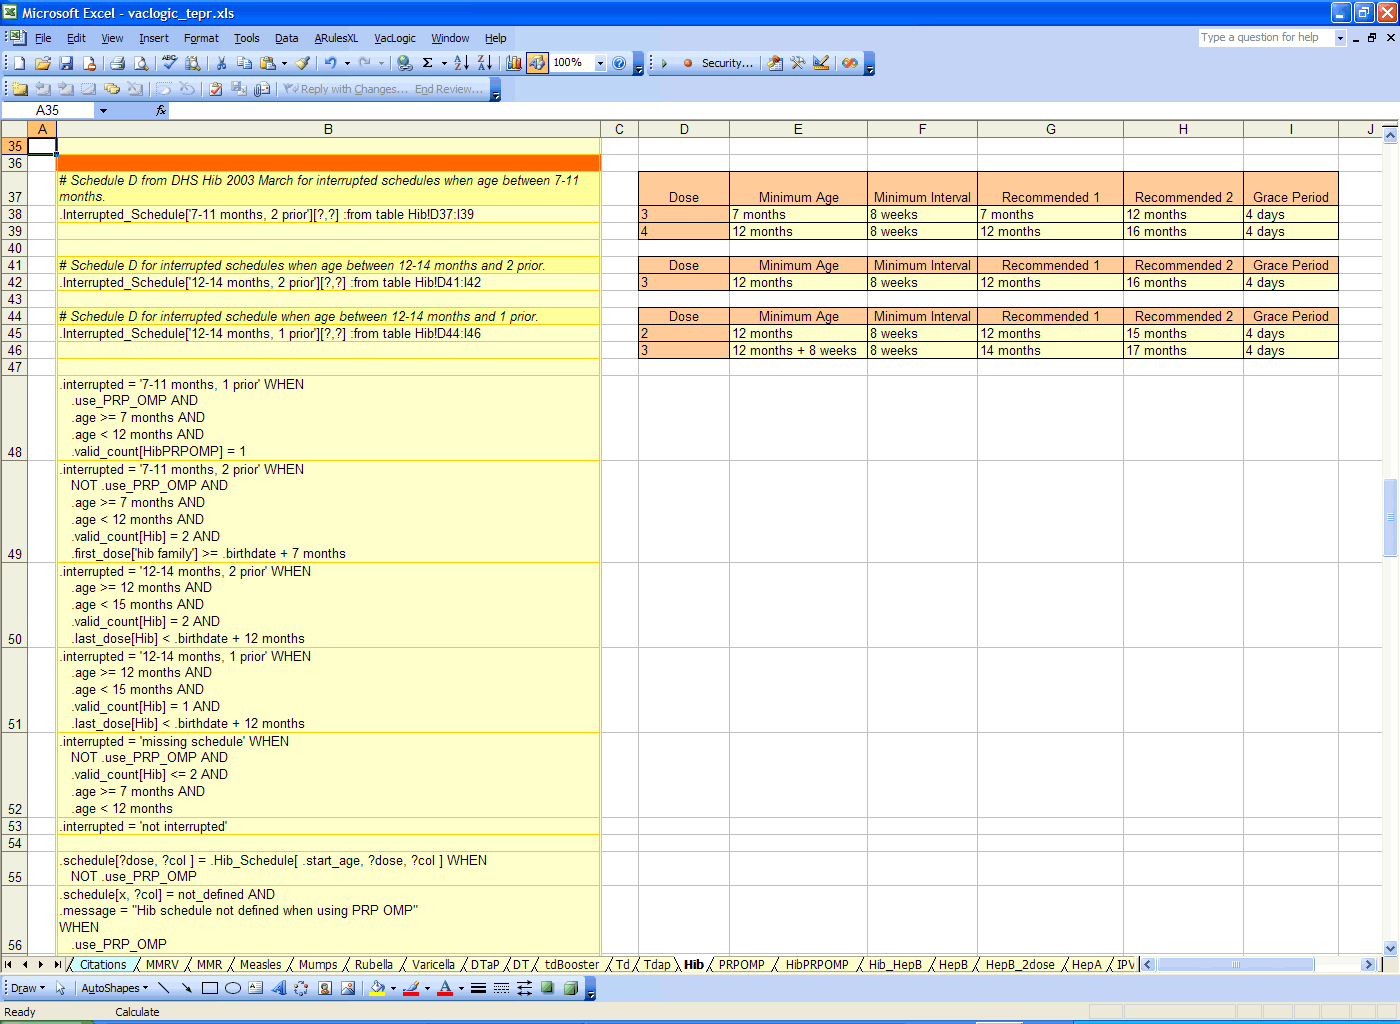 Microsoft Excel - vaclogic_tepr.xls
File Edit View Insert Format Tools Data ARulesXL VacLogic Window Help
Type a question for help
100% Security...
Reply with Changes... End Review...
A35 fx
A B C D E F G H I J
35
36
# Schedule D from DHS Hib 2003 March for interrupted schedules when age between 7-11
37 months. Dose Minimum Age Minimum Interval Recommended 1 Recommended 2 Grace Period
38 .Interrupted_Schedule['7-11 months, 2 prior'][?,?] :from table Hib!D37:I39 3 7 months 8 weeks 7 months 12 months 4 days
39 4 12 months 8 weeks 12 months 16 months 4 days
40
41 # Schedule D for interrupted schedules when age between 12-14 months and 2 prior. Dose Minimum Age Minimum Interval Recommended 1 Recommended 2 Grace Period
42 .Interrupted_Schedule['12-14 months, 2 prior'][?,?] :from table Hib!D41:I42 3 12 months 8 weeks 12 months 16 months 4 days
43
44 # Schedule D for interrupted schedule when age between 12-14 months and 1 prior. Dose Minimum Age Minimum Interval Recommended 1 Recommended 2 Grace Period
45 .Interrupted_Schedule['12-14 months, 1 prior'][?,?] :from table Hib!D44:I46 2 12 months 8 weeks 12 months 15 months 4 days
46 3 12 months + 8 weeks 8 weeks 14 months 17 months 4 days
47
.interrupted = '7-11 months, 1 prior' WHEN
.use_PRP_OMP AND
.age >= 7 months AND
.age < 12 months AND
48 .valid_count[HibPRPOMP] = 1
.interrupted = '7-11 months, 2 prior' WHEN
NOT .use_PRP_OMP AND
.age >= 7 months AND
.age < 12 months AND
.valid_count[Hib] = 2 AND
49 .first_dose['hib family'] >= .birthdate + 7 months
.interrupted = '12-14 months, 2 prior' WHEN
.age >= 12 months AND
.age < 15 months AND
.valid_count[Hib] = 2 AND
50 .last_dose[Hib] < .birthdate + 12 months
.interrupted = '12-14 months, 1 prior' WHEN
.age >= 12 months AND
.age < 15 months AND
.valid_count[Hib] = 1 AND
51 .last_dose[Hib] < .birthdate + 12 months
.interrupted = 'missing schedule' WHEN
NOT .use_PRP_OMP AND
.valid_count[Hib] <= 2 AND
.age >= 7 months AND
52 .age < 12 months
53 .interrupted = 'not interrupted'
54
.schedule[?dose, ?col ] = .Hib_Schedule[ .start_age, ?dose, ?col ] WHEN
55 NOT .use_PRP_OMP
.schedule[x, ?col] = not_defined AND
.message = "Hib schedule not defined when using PRP OMP"
WHEN
56 .use_PRP_OMP
Citations MMRV MMR Measles Mumps Rubella Varicella DTaP DT tdBooster Td Tdap Hib PRPOMP HibPRPOMP Hib_HepB HepB HepB_2dose HepA IPV
Draw AutoShapes
Ready Calculate